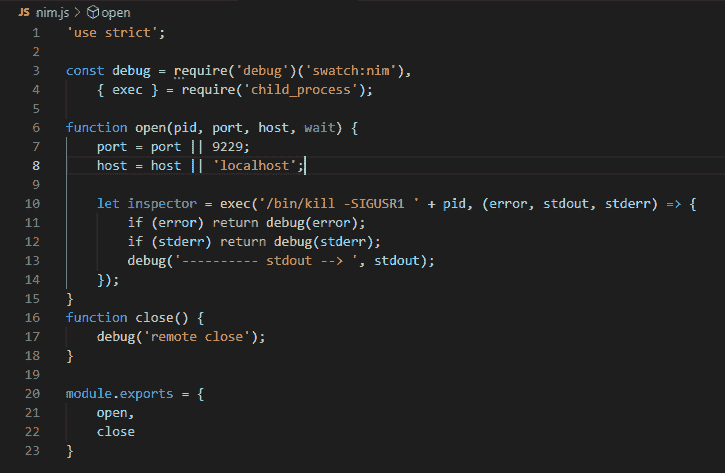 JS nim.js > open
1 'use strict';
2
3 const debug = require('debug')('swatch:nim'),
4     { exec } = require('child_process');
5
6 function open(pid, port, host, wait) {
7     port = port || 9229;
8     host = host || 'localhost';
9
10     let inspector = exec('/bin/kill -SIGUSR1 ' + pid, (error, stdout, stderr) => {
11         if (error) return debug(error);
12         if (stderr) return debug(stderr);
13         debug('---------- stdout --> ', stdout);
14     });
15 }
16 function close() {
17     debug('remote close');
18 }
19
20 module.exports = {
21     open,
22     close
23 }